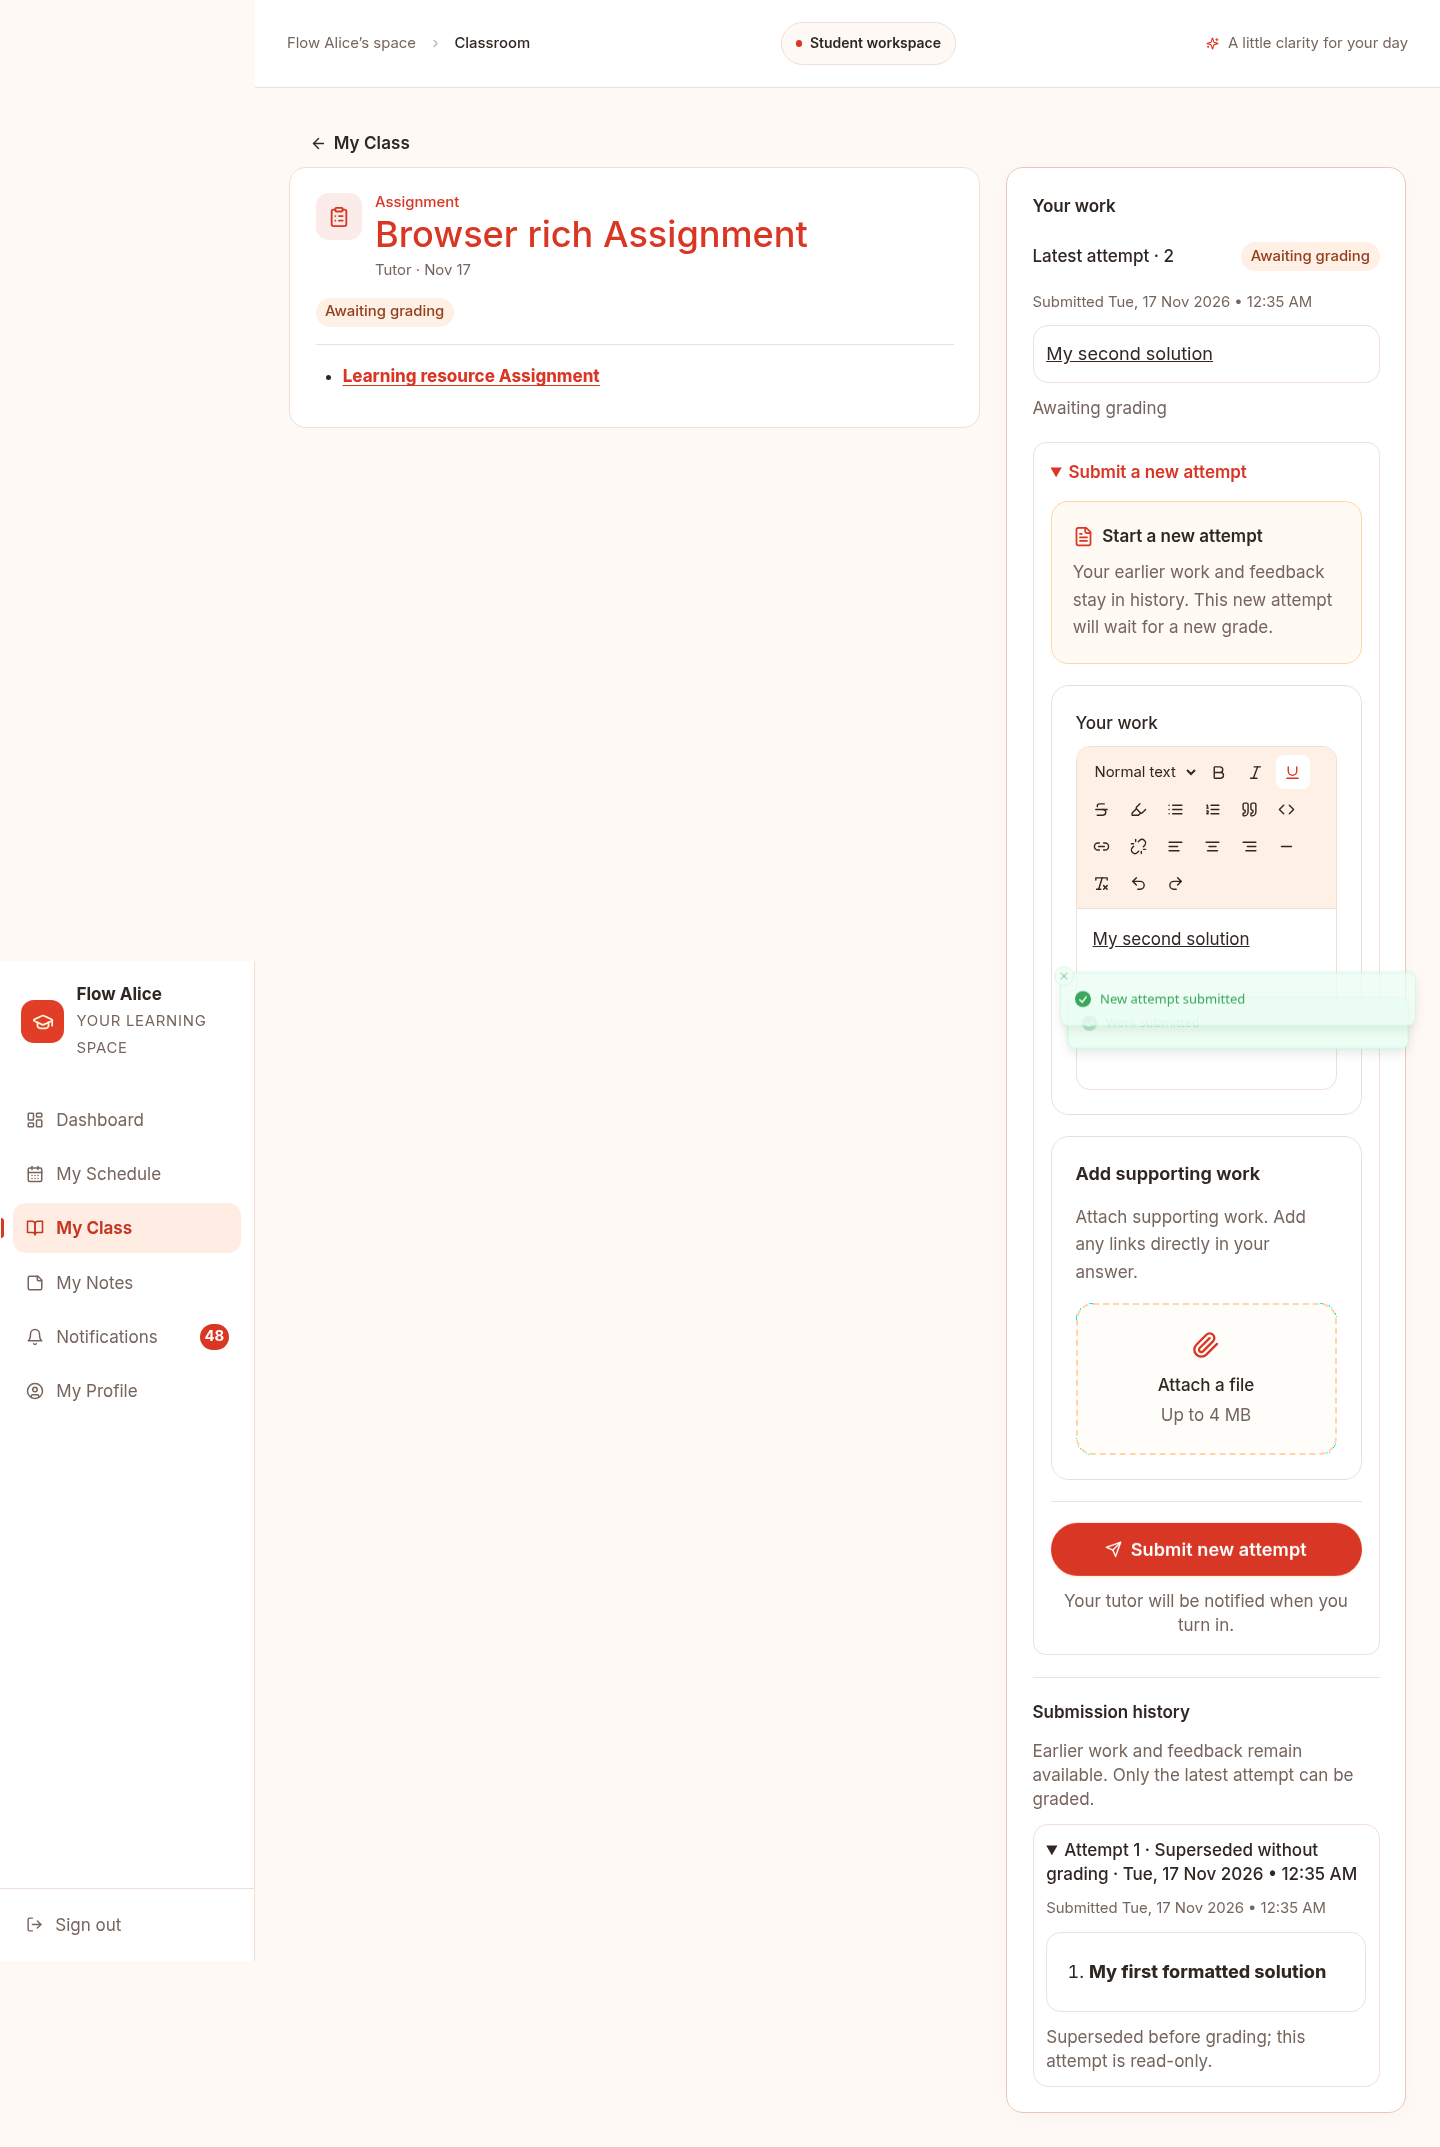 Flow Alice's space > Classroom
Student workspace
A little clarity for your day
My Class
Assignment
Browser rich Assignment
Tutor · Nov 17
Awaiting grading
• Learning resource Assignment
Your work
Latest attempt · 2
Awaiting grading
Submitted Tue, 17 Nov 2026 • 12:35 AM
My second solution
Awaiting grading
Submit a new attempt
Start a new attempt
Your earlier work and feedback
stay in history. This new attempt
will wait for a new grade.
Your work
Normal text
My second solution
New attempt submitted
Work submitted
Add supporting work
Attach supporting work. Add
any links directly in your
answer.
Attach a file
Up to 4 MB
Submit new attempt
Your tutor will be notified when you
turn in.
Submission history
Earlier work and feedback remain
available. Only the latest attempt can be
graded.
Attempt 1 · Superseded without
grading · Tue, 17 Nov 2026 • 12:35 AM
Submitted Tue, 17 Nov 2026 • 12:35 AM
1. My first formatted solution
Superseded before grading; this
attempt is read-only.
Flow Alice
YOUR LEARNING
SPACE
Dashboard
My Schedule
My Class
My Notes
Notifications 48
My Profile
Sign out